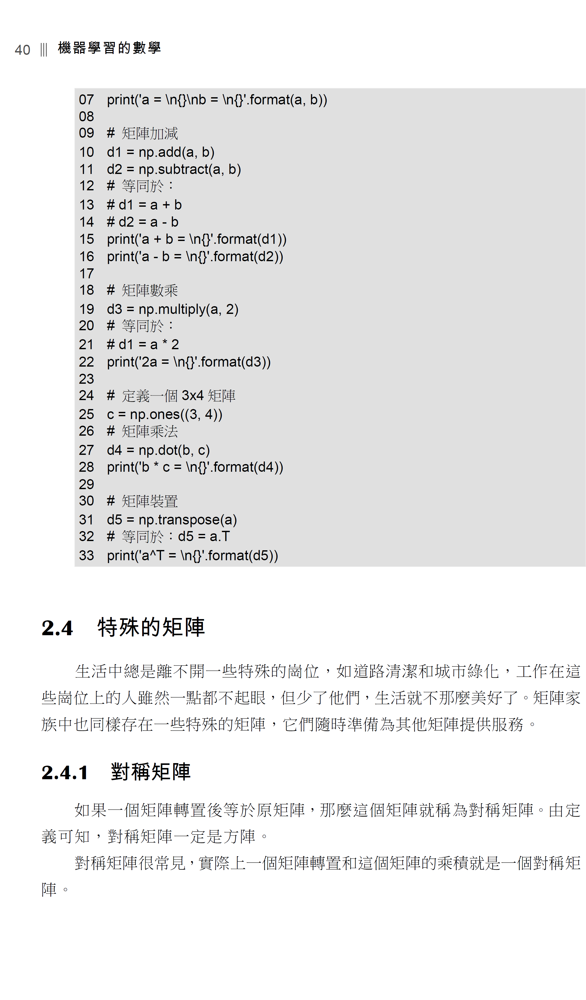 40 機器學習的數學
07 print('a = \n{}\nb = \n{}'.format(a, b))
08
09 # 矩陣加減
10 d1 = np.add(a, b)
11 d2 = np.subtract(a, b)
12 # 等同於：
13 # d1 = a + b
14 # d2 = a - b
15 print('a + b = \n{}'.format(d1))
16 print('a - b = \n{}'.format(d2))
17
18 # 矩陣數乘
19 d3 = np.multiply(a, 2)
20 # 等同於：
21 # d1 = a * 2
22 print('2a = \n{}'.format(d3))
23
24 # 定義一個 3x4 矩陣
25 c = np.ones((3, 4))
26 # 矩陣乘法
27 d4 = np.dot(b, c)
28 print('b * c = \n{}'.format(d4))
29
30 # 矩陣裝置
31 d5 = np.transpose(a)
32 # 等同於：d5 = a.T
33 print('a^T = \n{}'.format(d5))
2.4 特殊的矩陣
生活中總是離不開一些特殊的崗位，如道路清潔和城市綠化，工作在這
些崗位上的人雖然一點都不起眼，但少了他們，生活就不那麼美好了。矩陣家
族中也同樣存在一些特殊的矩陣，它們隨時準備為其他矩陣提供服務。
2.4.1 對稱矩陣
如果一個矩陣轉置後等於原矩陣，那麼這個矩陣就稱為對稱矩陣。由定
義可知，對稱矩陣一定是方陣。
對稱矩陣很常見，實際上一個矩陣轉置和這個矩陣的乘積就是一個對稱矩
陣。